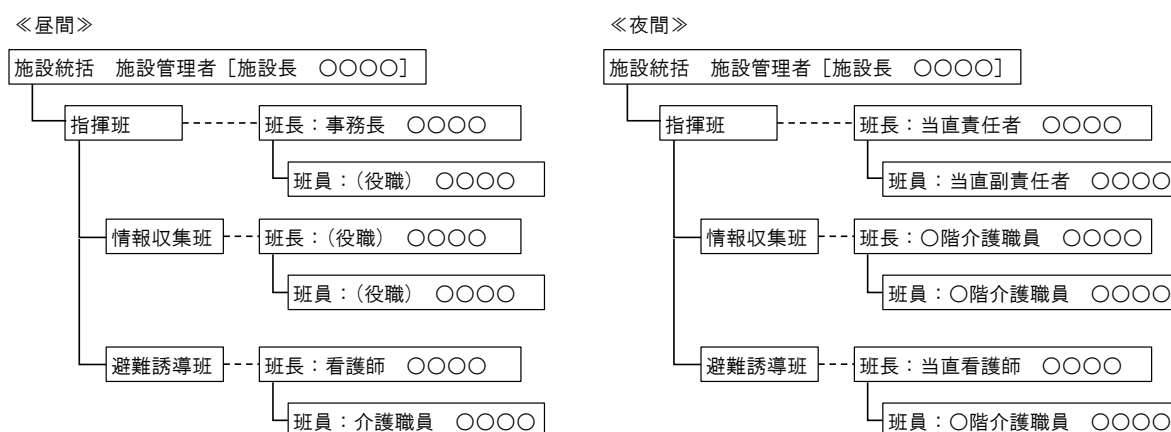 ≪昼間≫
施設統括　施設管理者［施設長　〇〇〇〇］
指揮班
班長：事務長　〇〇〇〇
班員：（役職）　〇〇〇〇
情報収集班
班長：（役職）　〇〇〇〇
班員：（役職）　〇〇〇〇
避難誘導班
班長：看護師　〇〇〇〇
班員：介護職員　〇〇〇〇
≪夜間≫
施設統括　施設管理者［施設長　〇〇〇〇］
指揮班
班長：当直責任者　〇〇〇〇
班員：当直副責任者　〇〇〇〇
情報収集班
班長：〇階介護職員　〇〇〇〇
班員：〇階介護職員　〇〇〇〇
避難誘導班
班長：当直看護師　〇〇〇〇
班員：〇階介護職員　〇〇〇〇